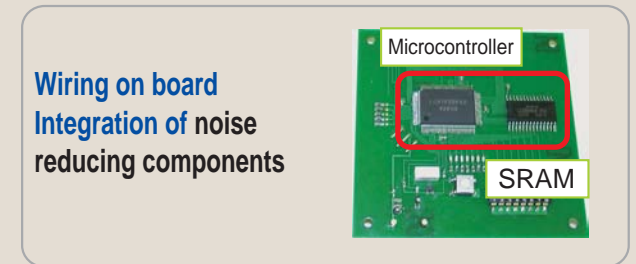 Wiring on board
Integration of noise
reducing components
Microcontroller
SRAM